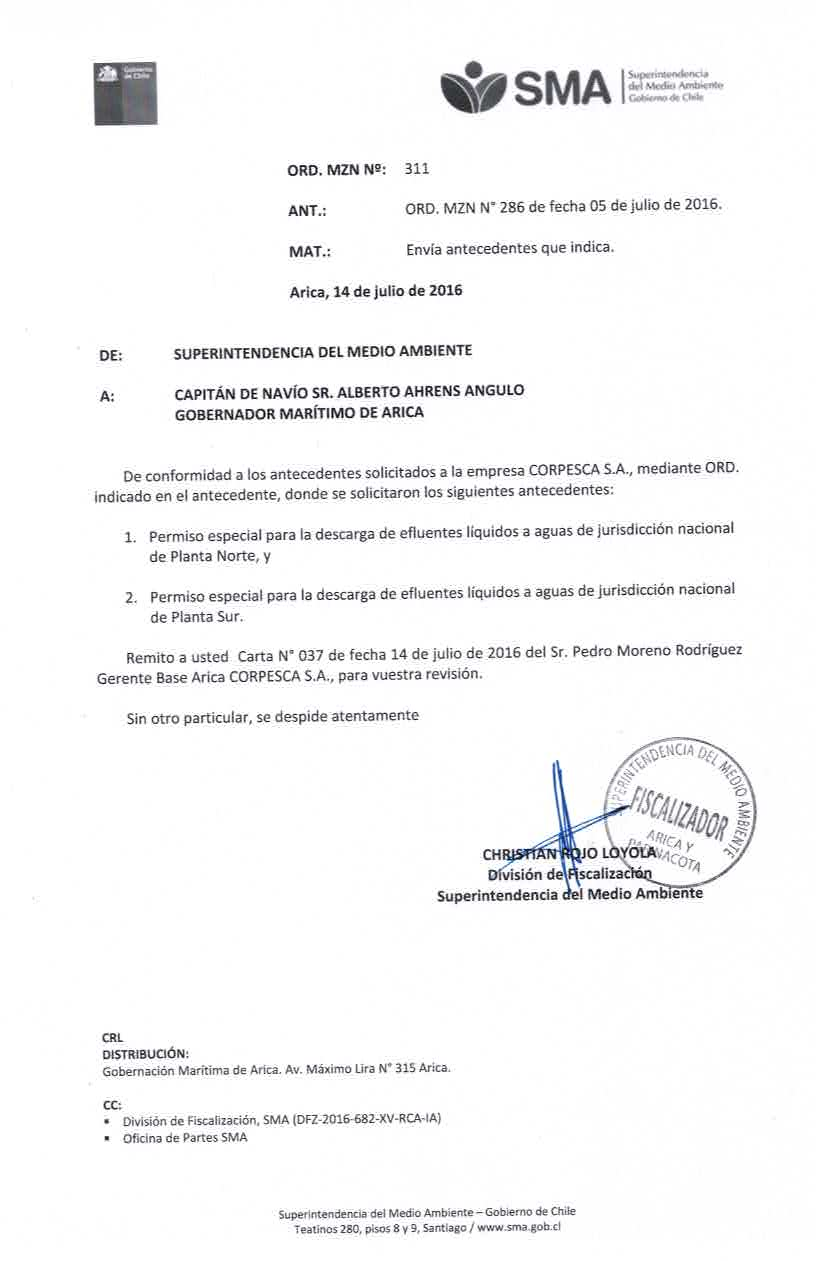 Gobierno
de Chile
SMA
Superintendencia
del Medio Ambiente
Gobierno de Chile
ORD. MZN Nº: 311
ANT.: ORD. MZN N° 286 de fecha 05 de julio de 2016.
MAT.: Envía antecedentes que indica.
Arica, 14 de julio de 2016
DE: SUPERINTENDENCIA DEL MEDIO AMBIENTE
A: CAPITÁN DE NAVÍO SR. ALBERTO AHRENS ANGULO
GOBERNADOR MARÍTIMO DE ARICA
De conformidad a los antecedentes solicitados a la empresa CORPESCA S.A., mediante ORD.
indicado en el antecedente, donde se solicitaron los siguientes antecedentes:
1. Permiso especial para la descarga de efluentes líquidos a aguas de jurisdicción nacional
de Planta Norte, y
2. Permiso especial para la descarga de efluentes líquidos a aguas de jurisdicción nacional
de Planta Sur.
Remito a usted Carta N° 037 de fecha 14 de julio de 2016 del Sr. Pedro Moreno Rodríguez
Gerente Base Arica CORPESCA S.A., para vuestra revisión.
Sin otro particular, se despide atentamente
SUPERINTENDENCIA DEL MEDIO AMBIENTE
FISCALIZADOR
ARICA Y
PARINACOTA
CHRISTIAN ROJO LOYOLA
División de Fiscalización
Superintendencia del Medio Ambiente
CRL
DISTRIBUCIÓN:
Gobernación Marítima de Arica. Av. Máximo Lira N° 315 Arica.
CC:
▪ División de Fiscalización, SMA (DFZ-2016-682-XV-RCA-IA)
▪ Oficina de Partes SMA
Superintendencia del Medio Ambiente – Gobierno de Chile
Teatinos 280, pisos 8 y 9, Santiago / www.sma.gob.cl